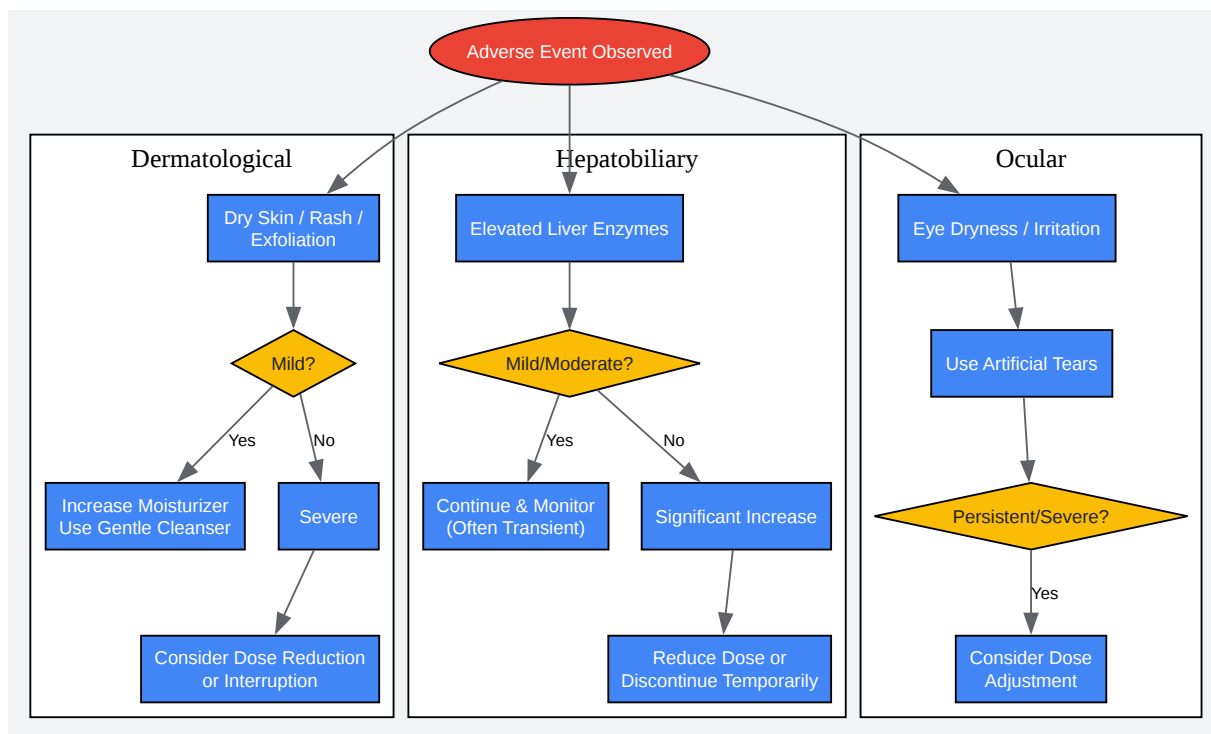 Adverse Event Observed
Dermatological
Dry Skin / Rash /
Exfoliation
Mild?
Yes
No
Increase Moisturizer
Use Gentle Cleanser
Severe
Consider Dose Reduction
or Interruption
Hepatobiliary
Elevated Liver Enzymes
Mild/Moderate?
Yes
No
Continue & Monitor
(Often Transient)
Significant Increase
Reduce Dose or
Discontinue Temporarily
Ocular
Eye Dryness / Irritation
Use Artificial Tears
Persistent/Severe?
Yes
Consider Dose
Adjustment